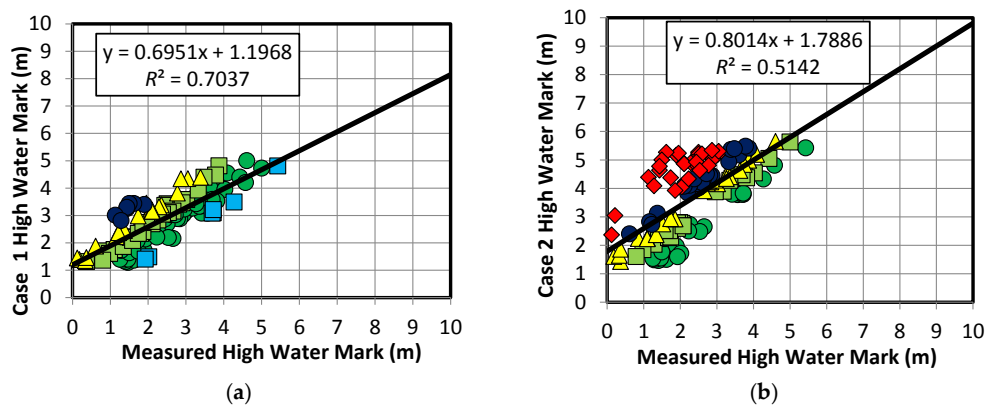 y = 0.6951x + 1.1968
R² = 0.7037
Case 1 High Water Mark (m)
10
9
8
7
6
5
4
3
2
1
0
0 1 2 3 4 5 6 7 8 9 10
Measured High Water Mark (m)
(a)
y = 0.8014x + 1.7886
R² = 0.5142
Case 2 High Water Mark (m)
10
9
8
7
6
5
4
3
2
1
0
0 1 2 3 4 5 6 7 8 9 10
Measured High Water Mark (m)
(b)